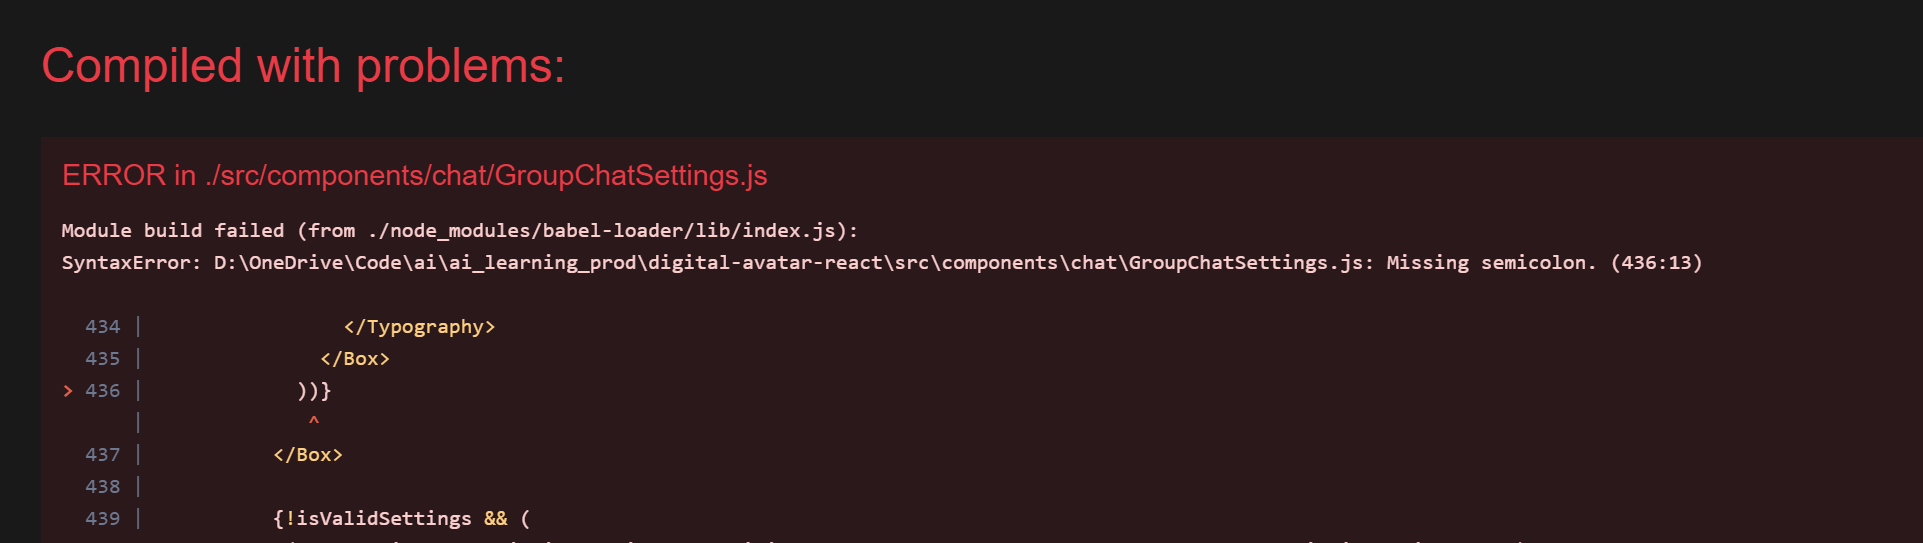 Compiled with problems:
ERROR in ./src/components/chat/GroupChatSettings.js
Module build failed (from ./node_modules/babel-loader/lib/index.js):
SyntaxError: D:\OneDrive\Code\ai\ai_learning_prod\digital-avatar-react\src\components\chat\GroupChatSettings.js: Missing semicolon. (436:13)
434 |                 </Typography>
435 |               </Box>
> 436 |             ))}
|              ^
437 |           </Box>
438 |
439 |           {!isValidSettings && (